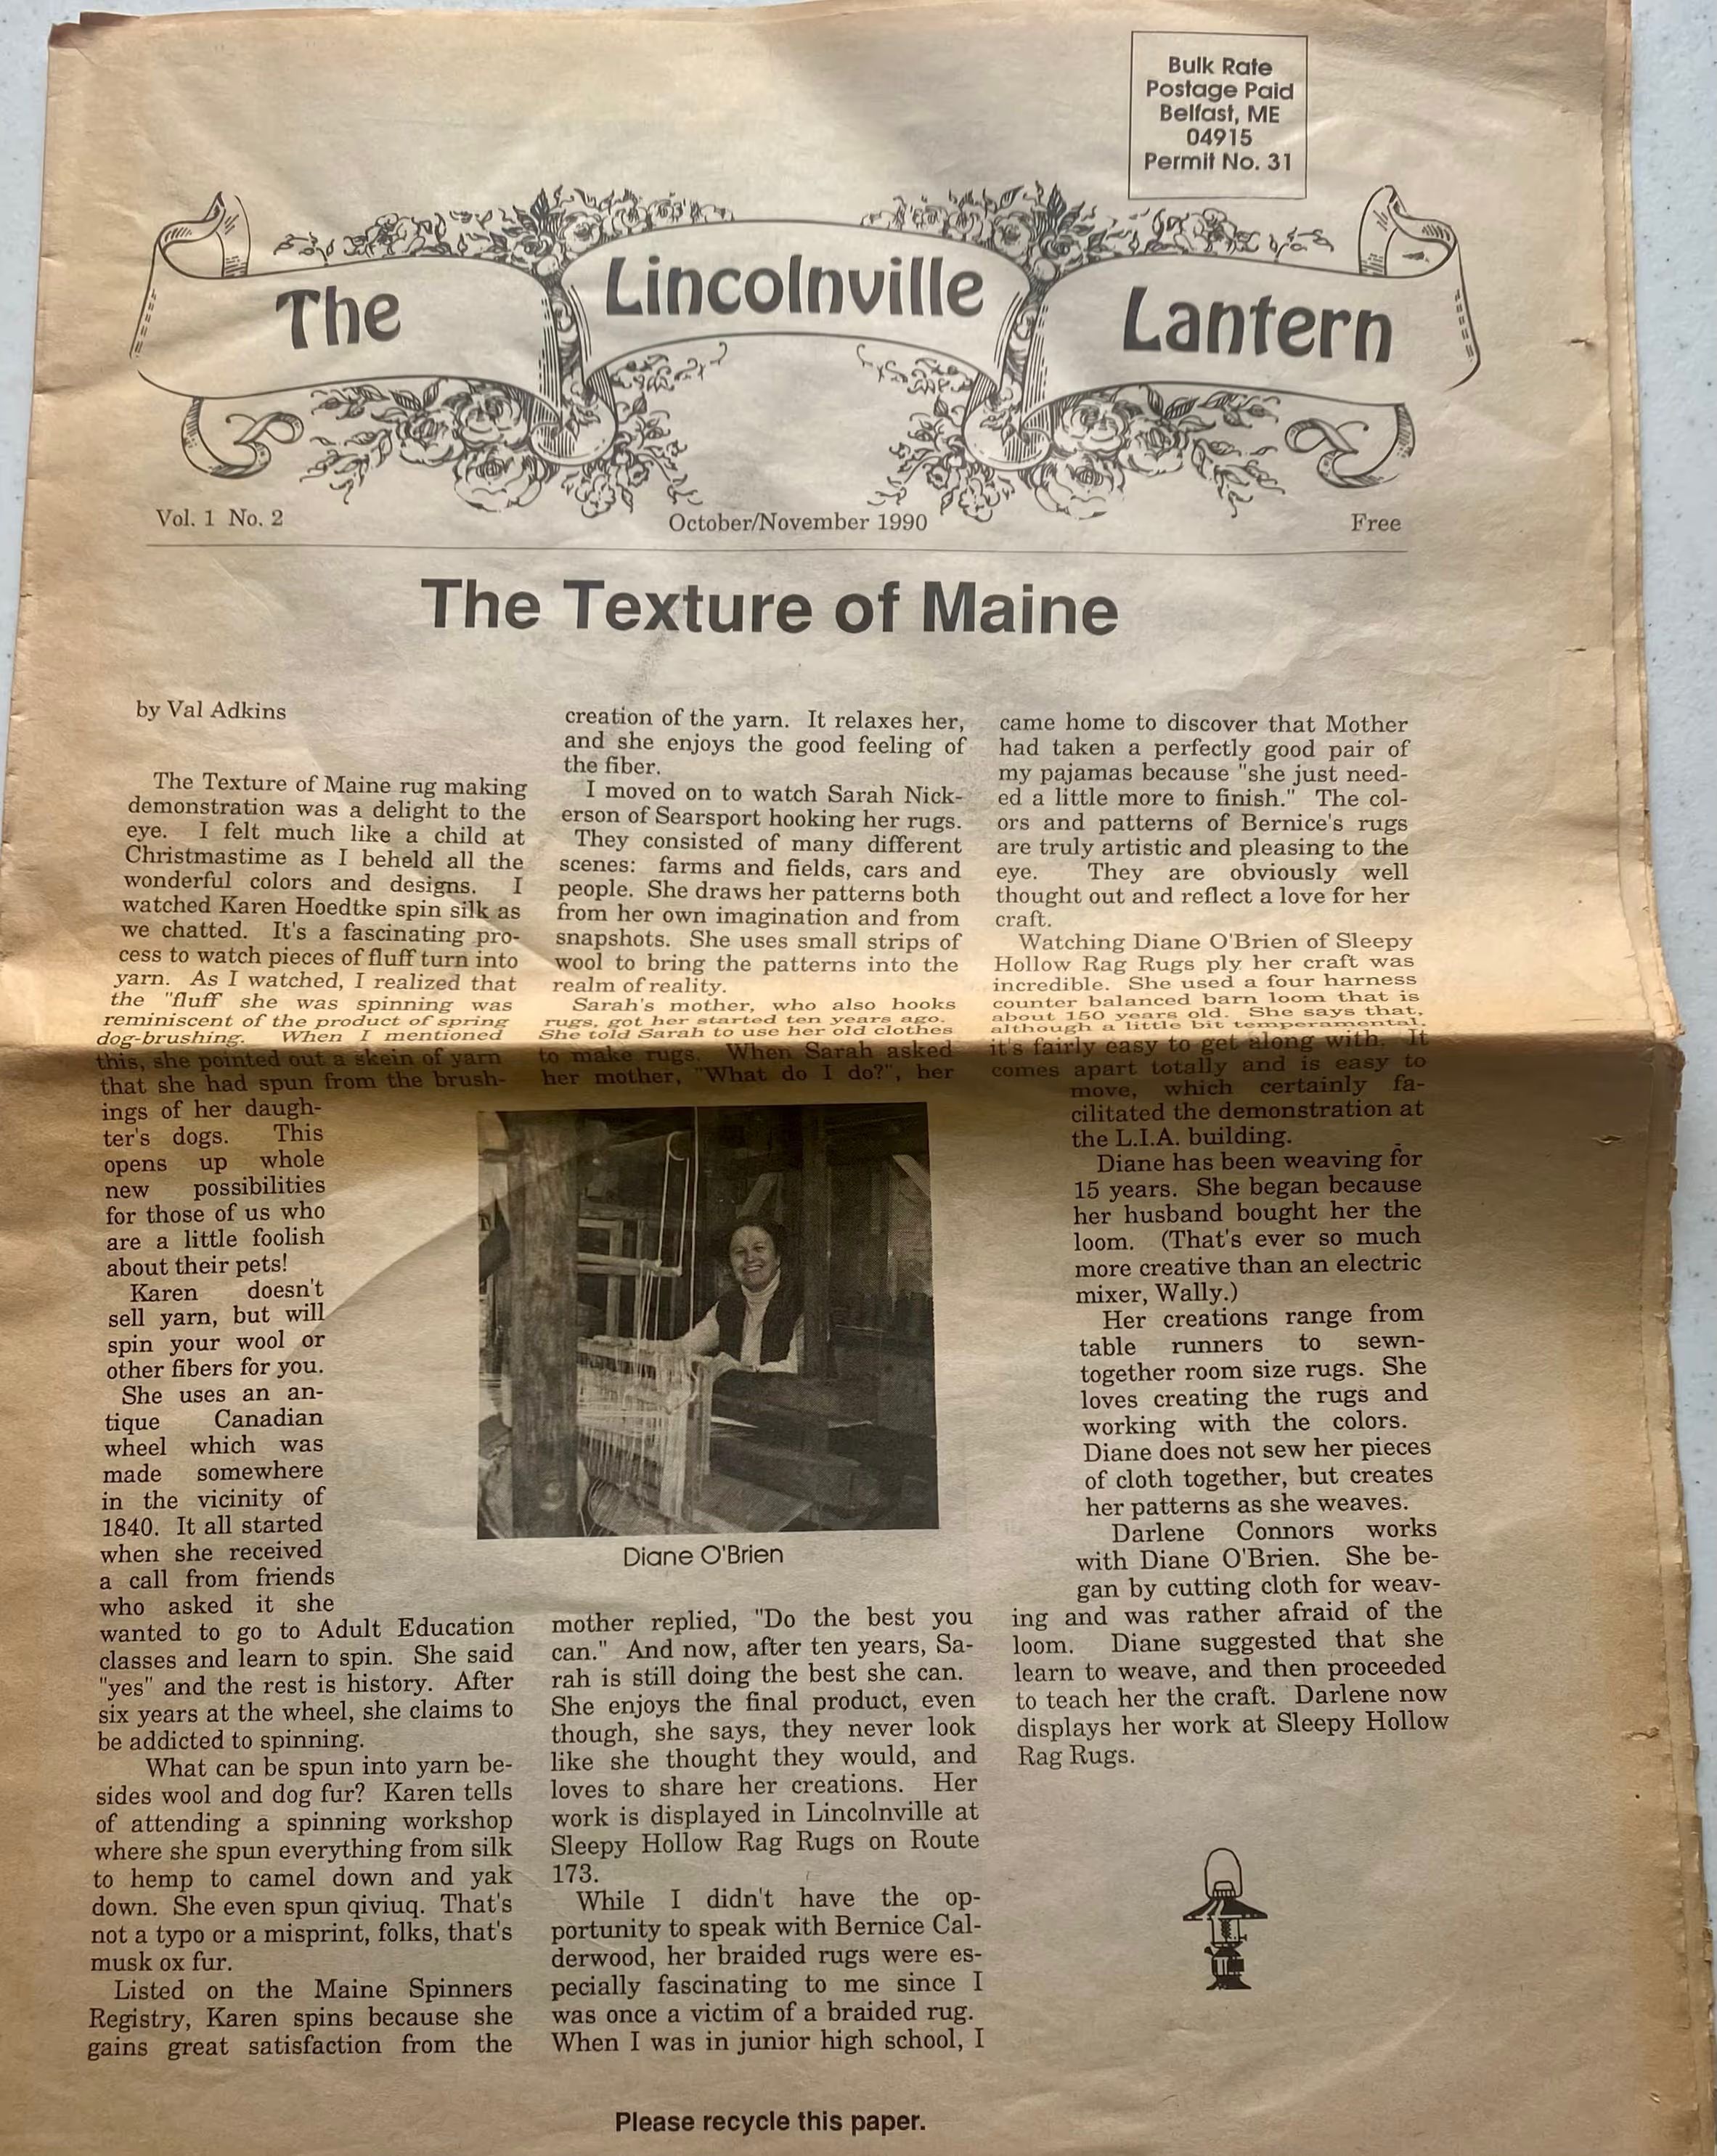 Bulk Rate
Postage Paid
Belfast, ME
04915
Permit No. 31
The Lincolnville Lantern
Vol. 1 No. 2 October/November 1990 Free
The Texture of Maine
by Val Adkins
The Texture of Maine rug making
demonstration was a delight to the
eye. I felt much like a child at
Christmastime as I beheld all the
wonderful colors and designs. I
watched Karen Hoedtke spin silk as
we chatted. It's a fascinating pro-
cess to watch pieces of fluff turn into
yarn. As I watched, I realized that
the "fluff she was spinning was
reminiscent of the product of spring
dog-brushing. When I mentioned
this, she pointed out a skein of yarn
that she had spun from the brush-
ings of her daugh-
ter's dogs. This
opens up whole
new possibilities
for those of us who
are a little foolish
about their pets!
Karen doesn't
sell yarn, but will
spin your wool or
other fibers for you.
She uses an an-
tique Canadian
wheel which was
made somewhere
in the vicinity of
1840. It all started
when she received
a call from friends
who asked it she
wanted to go to Adult Education
classes and learn to spin. She said
"yes" and the rest is history. After
six years at the wheel, she claims to
be addicted to spinning.
What can be spun into yarn be-
sides wool and dog fur? Karen tells
of attending a spinning workshop
where she spun everything from silk
to hemp to camel down and yak
down. She even spun qiviuq. That's
not a typo or a misprint, folks, that's
musk ox fur.
Listed on the Maine Spinners
Registry, Karen spins because she
gains great satisfaction from the
creation of the yarn. It relaxes her,
and she enjoys the good feeling of
the fiber.
I moved on to watch Sarah Nick-
erson of Searsport hooking her rugs.
They consisted of many different
scenes: farms and fields, cars and
people. She draws her patterns both
from her own imagination and from
snapshots. She uses small strips of
wool to bring the patterns into the
realm of reality.
Sarah's mother, who also hooks
rugs, got her started ten years ago.
She told Sarah to use her old clothes
to make rugs. When Sarah asked
her mother, "What do I do?", her
Diane O'Brien
mother replied, "Do the best you
can." And now, after ten years, Sa-
rah is still doing the best she can.
She enjoys the final product, even
though, she says, they never look
like she thought they would, and
loves to share her creations. Her
work is displayed in Lincolnville at
Sleepy Hollow Rag Rugs on Route
173.
While I didn't have the op-
portunity to speak with Bernice Cal-
derwood, her braided rugs were es-
pecially fascinating to me since I
was once a victim of a braided rug.
When I was in junior high school, I
came home to discover that Mother
had taken a perfectly good pair of
my pajamas because "she just need-
ed a little more to finish." The col-
ors and patterns of Bernice's rugs
are truly artistic and pleasing to the
eye. They are obviously well
thought out and reflect a love for her
craft.
Watching Diane O'Brien of Sleepy
Hollow Rag Rugs ply her craft was
incredible. She used a four harness
counter balanced barn loom that is
about 150 years old. She says that,
although a little bit temperamental,
it's fairly easy to get along with. It
comes apart totally and is easy to
move, which certainly fa-
cilitated the demonstration at
the L.I.A. building.
Diane has been weaving for
15 years. She began because
her husband bought her the
loom. (That's ever so much
more creative than an electric
mixer, Wally.)
Her creations range from
table runners to sewn-
together room size rugs. She
loves creating the rugs and
working with the colors.
Diane does not sew her pieces
of cloth together, but creates
her patterns as she weaves.
Darlene Connors works
with Diane O'Brien. She be-
gan by cutting cloth for weav-
ing and was rather afraid of the
loom. Diane suggested that she
learn to weave, and then proceeded
to teach her the craft. Darlene now
displays her work at Sleepy Hollow
Rag Rugs.
Please recycle this paper.